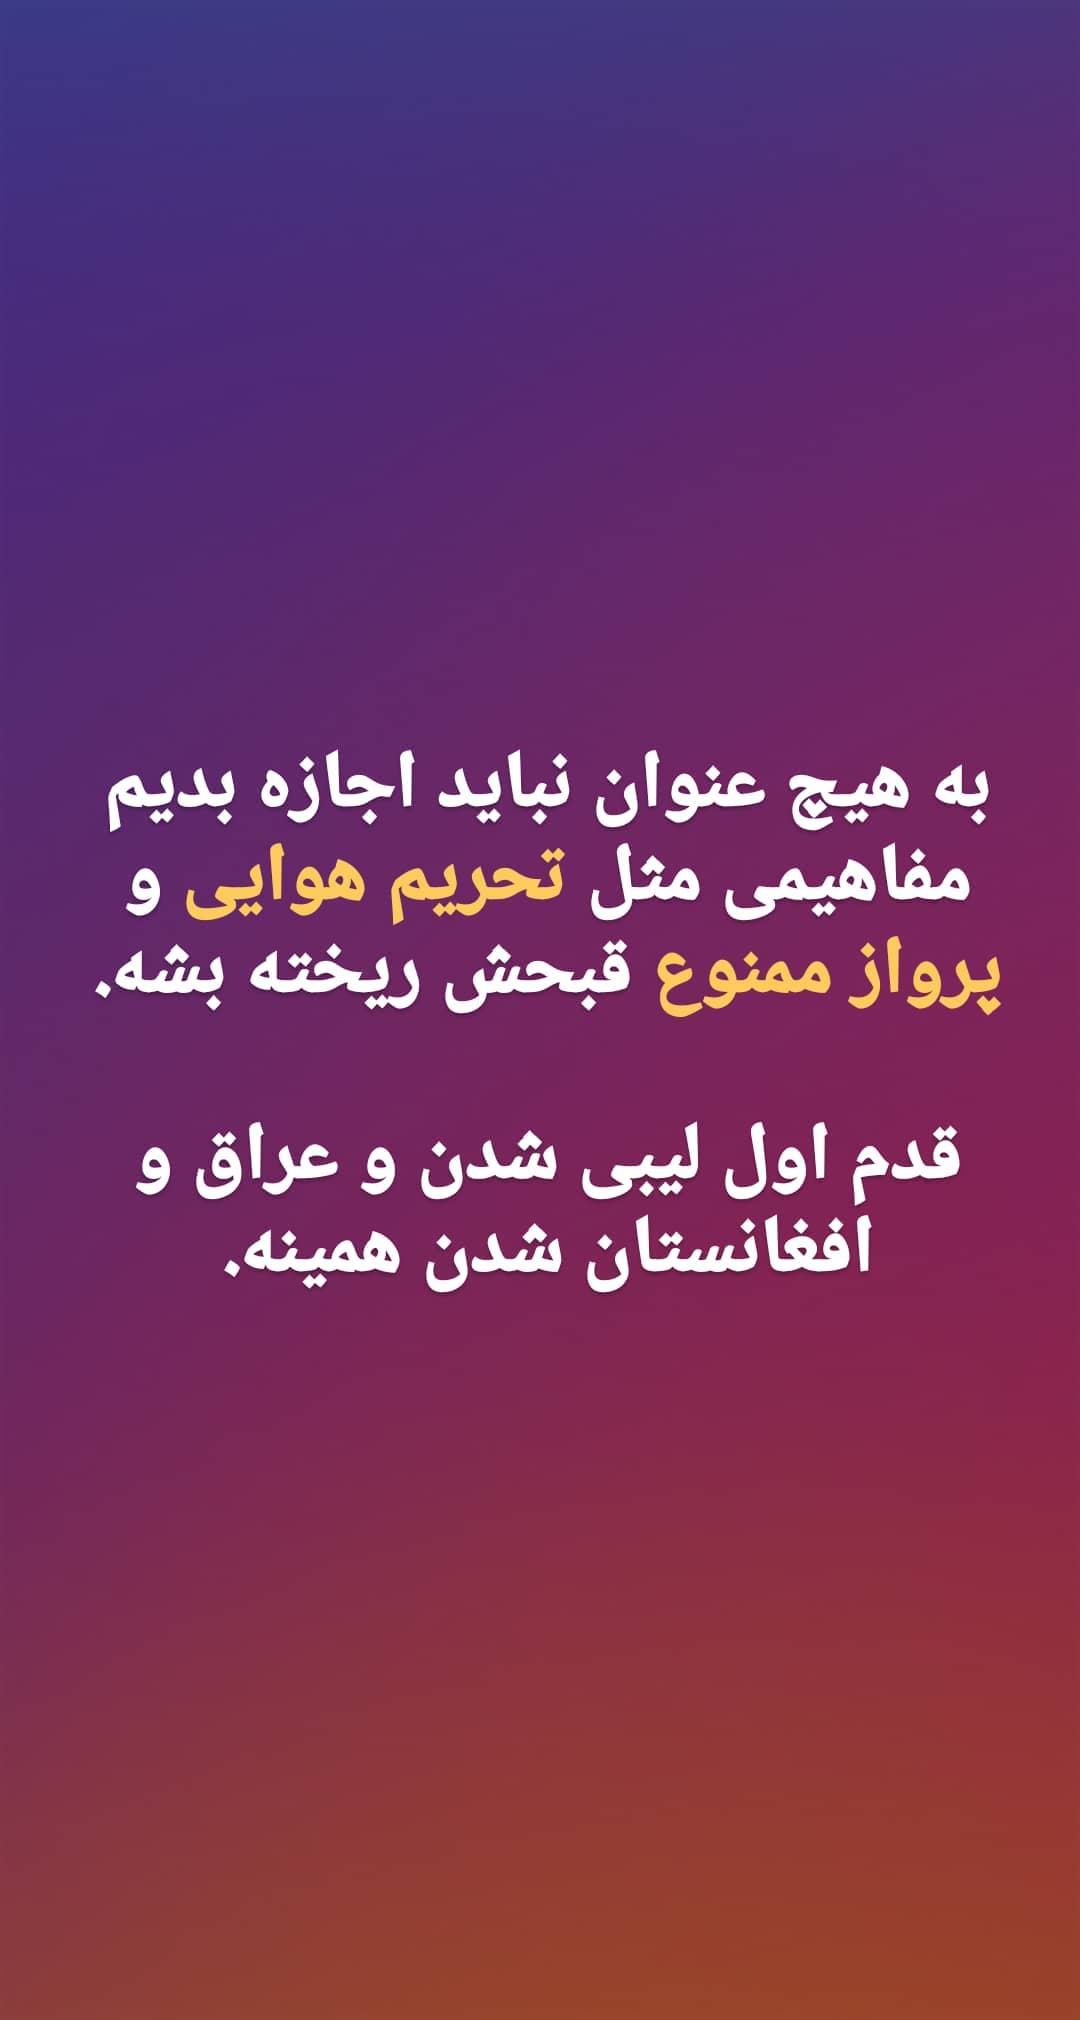 به هیچ عنوان نباید اجازه بدیم
مفاهیمی مثل تحریم هوایی و
پرواز ممنوع قبحش ریخته بشه.
قدم اول لیبی شدن و عراق و
افغانستان شدن همینه.